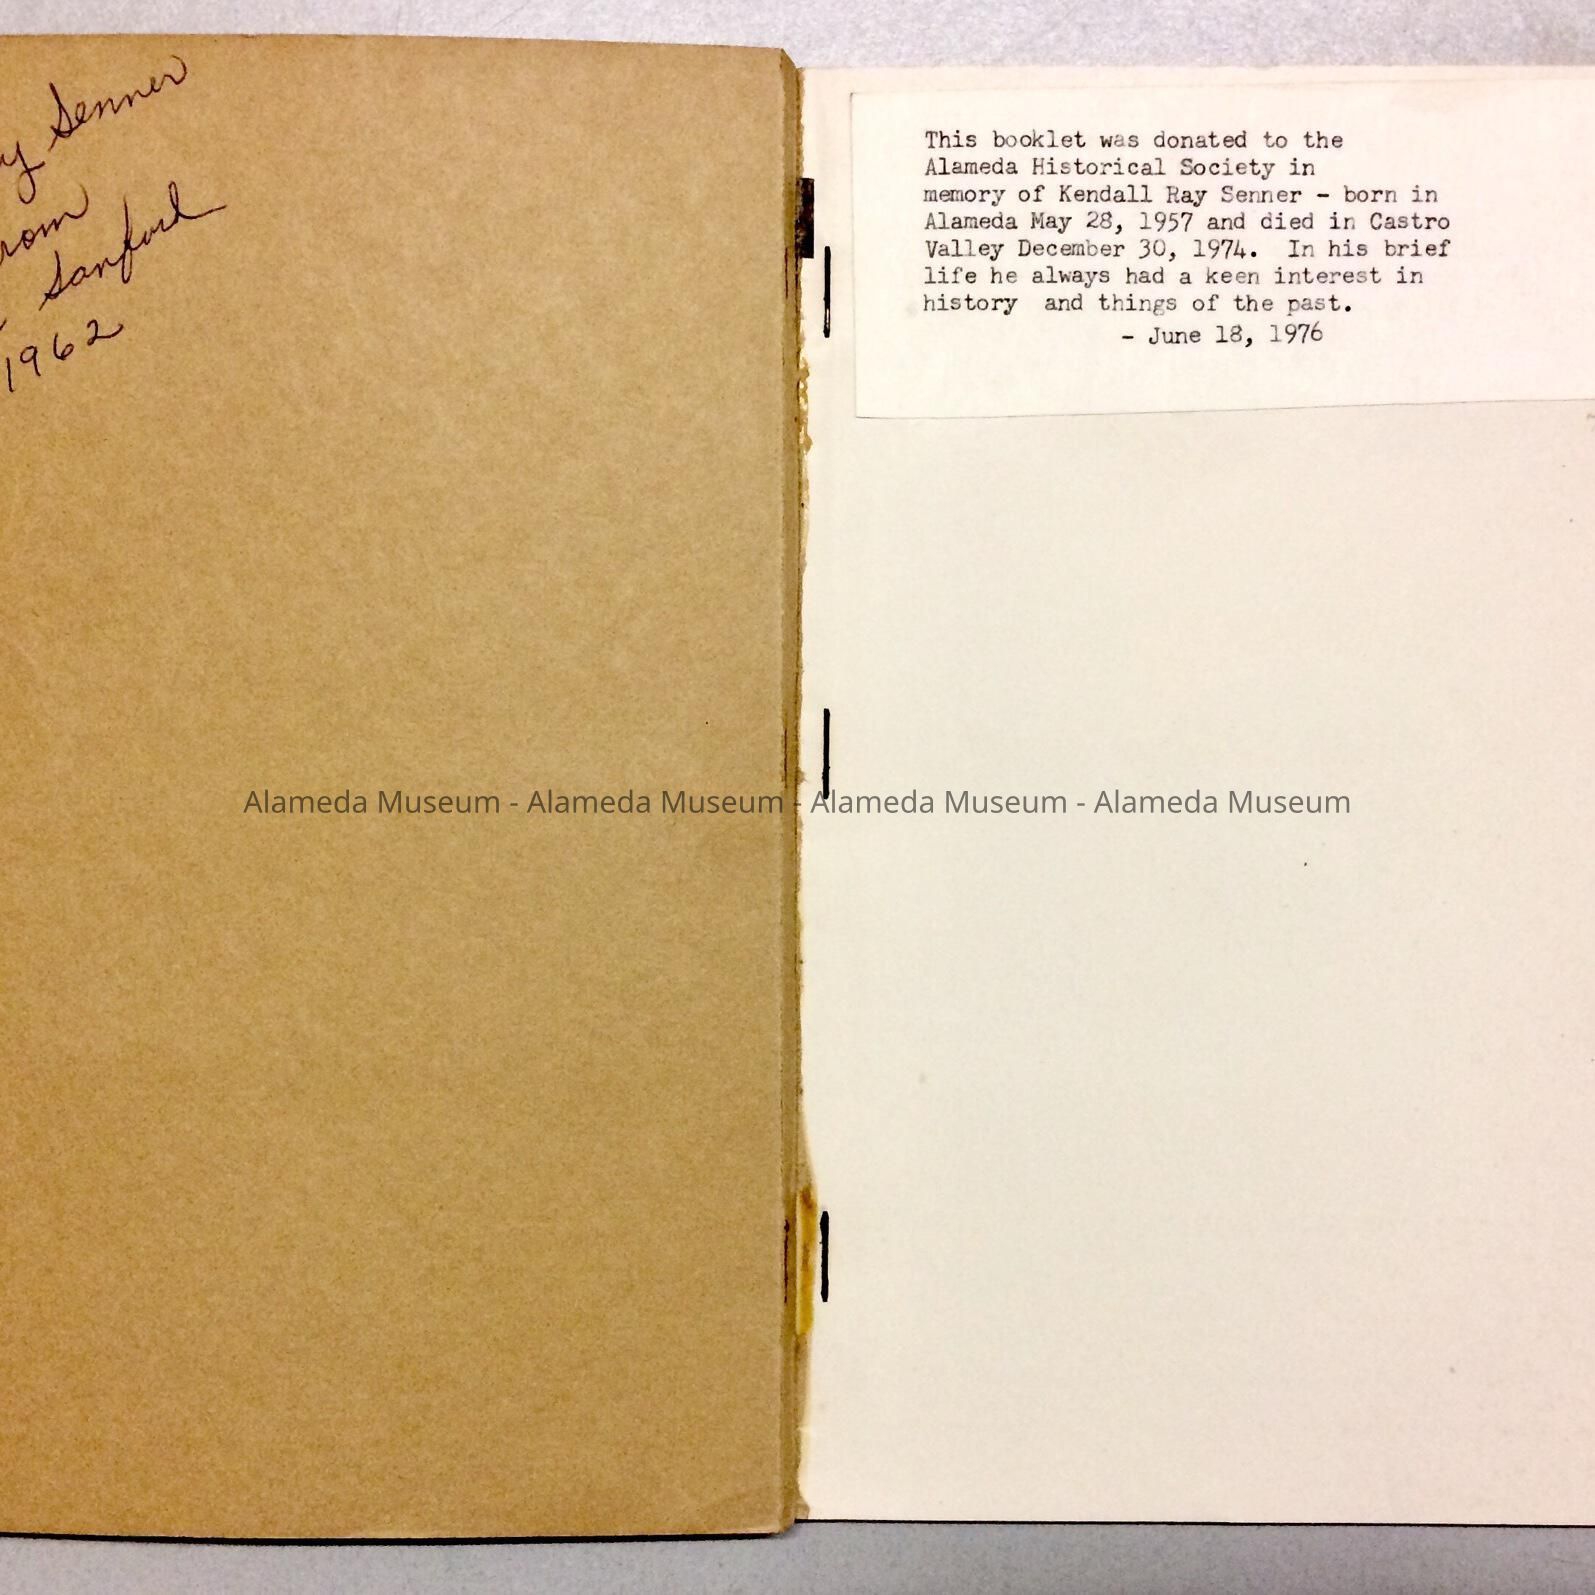 Senner
Sanford
1962
This booklet was donated to the
Alameda Historical Society in
memory of Kendall Ray Senner - born in
Alameda May 28, 1957 and died in Castro
Valley December 30, 1974. In his brief
life he always had a keen interest in
history and things of the past.
- June 18, 1976
Alameda Museum - Alameda Museum - Alameda Museum - Alameda Museum